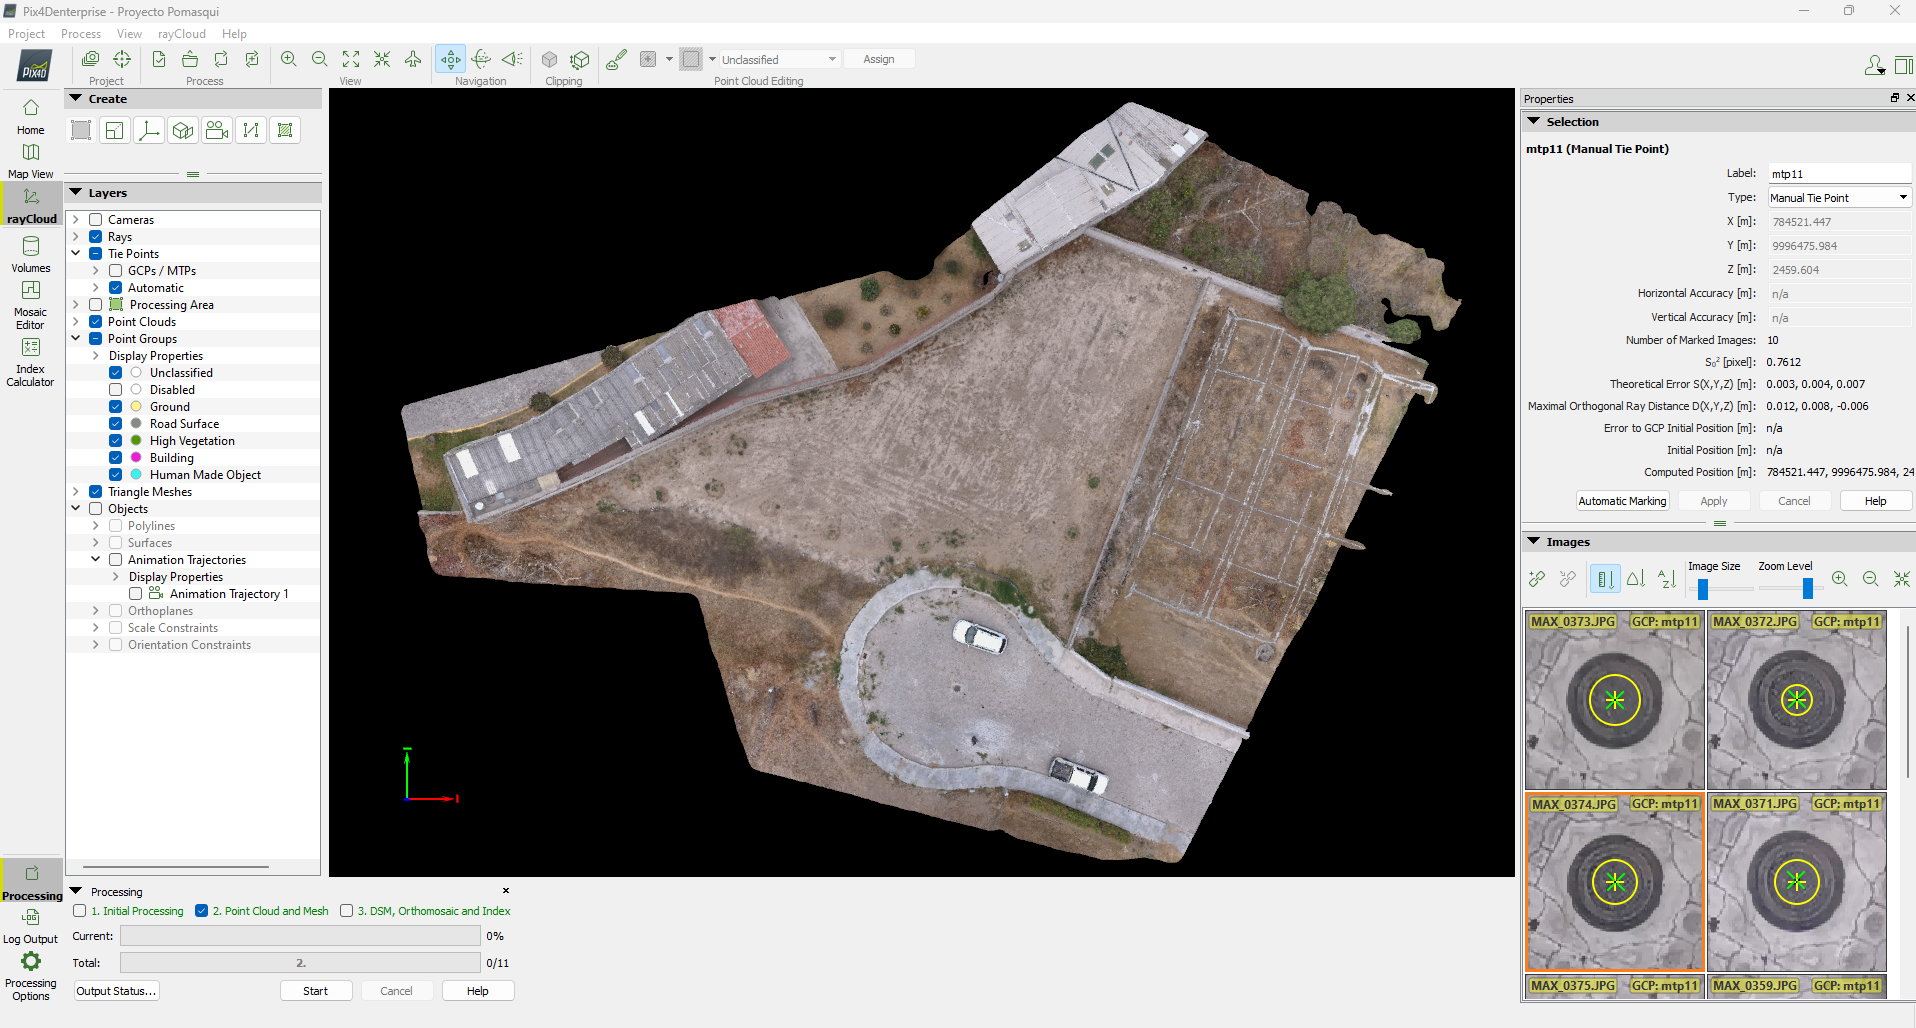 Pix4Denterprise - Proyecto Pomasqui
Project Process View rayCloud Help
PIX4D
Unclassified Assign
Project Process View Navigation Clipping Point Cloud Editing
Home
Map View
rayCloud
Volumes
Mosaic
Editor
Index
Calculator
Processing
Log Output
Processing
Options
Create
Layers
Cameras
Rays
Tie Points
GCPs / MTPs
Automatic
Processing Area
Point Clouds
Point Groups
Display Properties
Unclassified
Disabled
Ground
Road Surface
High Vegetation
Building
Human Made Object
Triangle Meshes
Objects
Polylines
Surfaces
Animation Trajectories
Display Properties
Animation Trajectory 1
Orthoplanes
Scale Constraints
Orientation Constraints
Processing
1. Initial Processing 2. Point Cloud and Mesh 3. DSM, Orthomosaic and Index
Current: 0%
Total: 2. 0/11
Output Status... Start Cancel Help
Properties
Selection
mtp11 (Manual Tie Point)
Label: mtp11
Type: Manual Tie Point
X [m]: 784521.447
Y [m]: 9996475.984
Z [m]: 2459.604
Horizontal Accuracy [m]: n/a
Vertical Accuracy [m]: n/a
Number of Marked Images: 10
S₀² [pixel]: 0.7612
Theoretical Error S(X,Y,Z) [m]: 0.003, 0.004, 0.007
Maximal Orthogonal Ray Distance D(X,Y,Z) [m]: 0.012, 0.008, -0.006
Error to GCP Initial Position [m]: n/a
Initial Position [m]: n/a
Computed Position [m]: 784521.447, 9996475.984, 24
Automatic Marking Apply Cancel Help
Images
Image Size Zoom Level
MAX_0373.JPG GCP: mtp11
MAX_0372.JPG GCP: mtp11
MAX_0374.JPG GCP: mtp11
MAX_0371.JPG GCP: mtp11
MAX_0375.JPG GCP: mtp11
MAX_0359.JPG GCP: mtp11